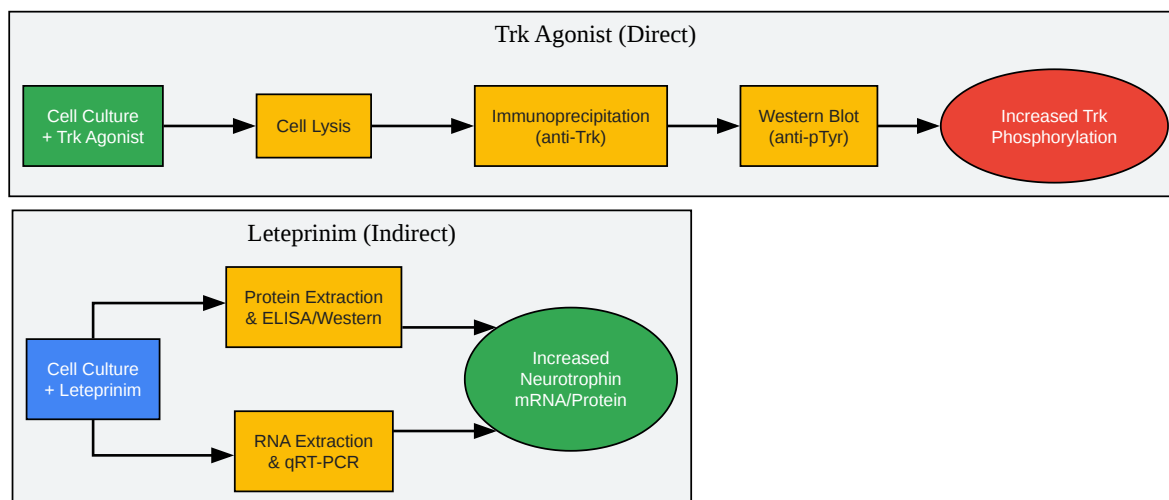 Trk Agonist (Direct)
Cell Culture
+ Trk Agonist
Cell Lysis
Immunoprecipitation
(anti-Trk)
Western Blot
(anti-pTyr)
Increased Trk
Phosphorylation
Leteprinim (Indirect)
Cell Culture
+ Leteprinim
Protein Extraction
& ELISA/Western
RNA Extraction
& qRT-PCR
Increased
Neurotrophin
mRNA/Protein